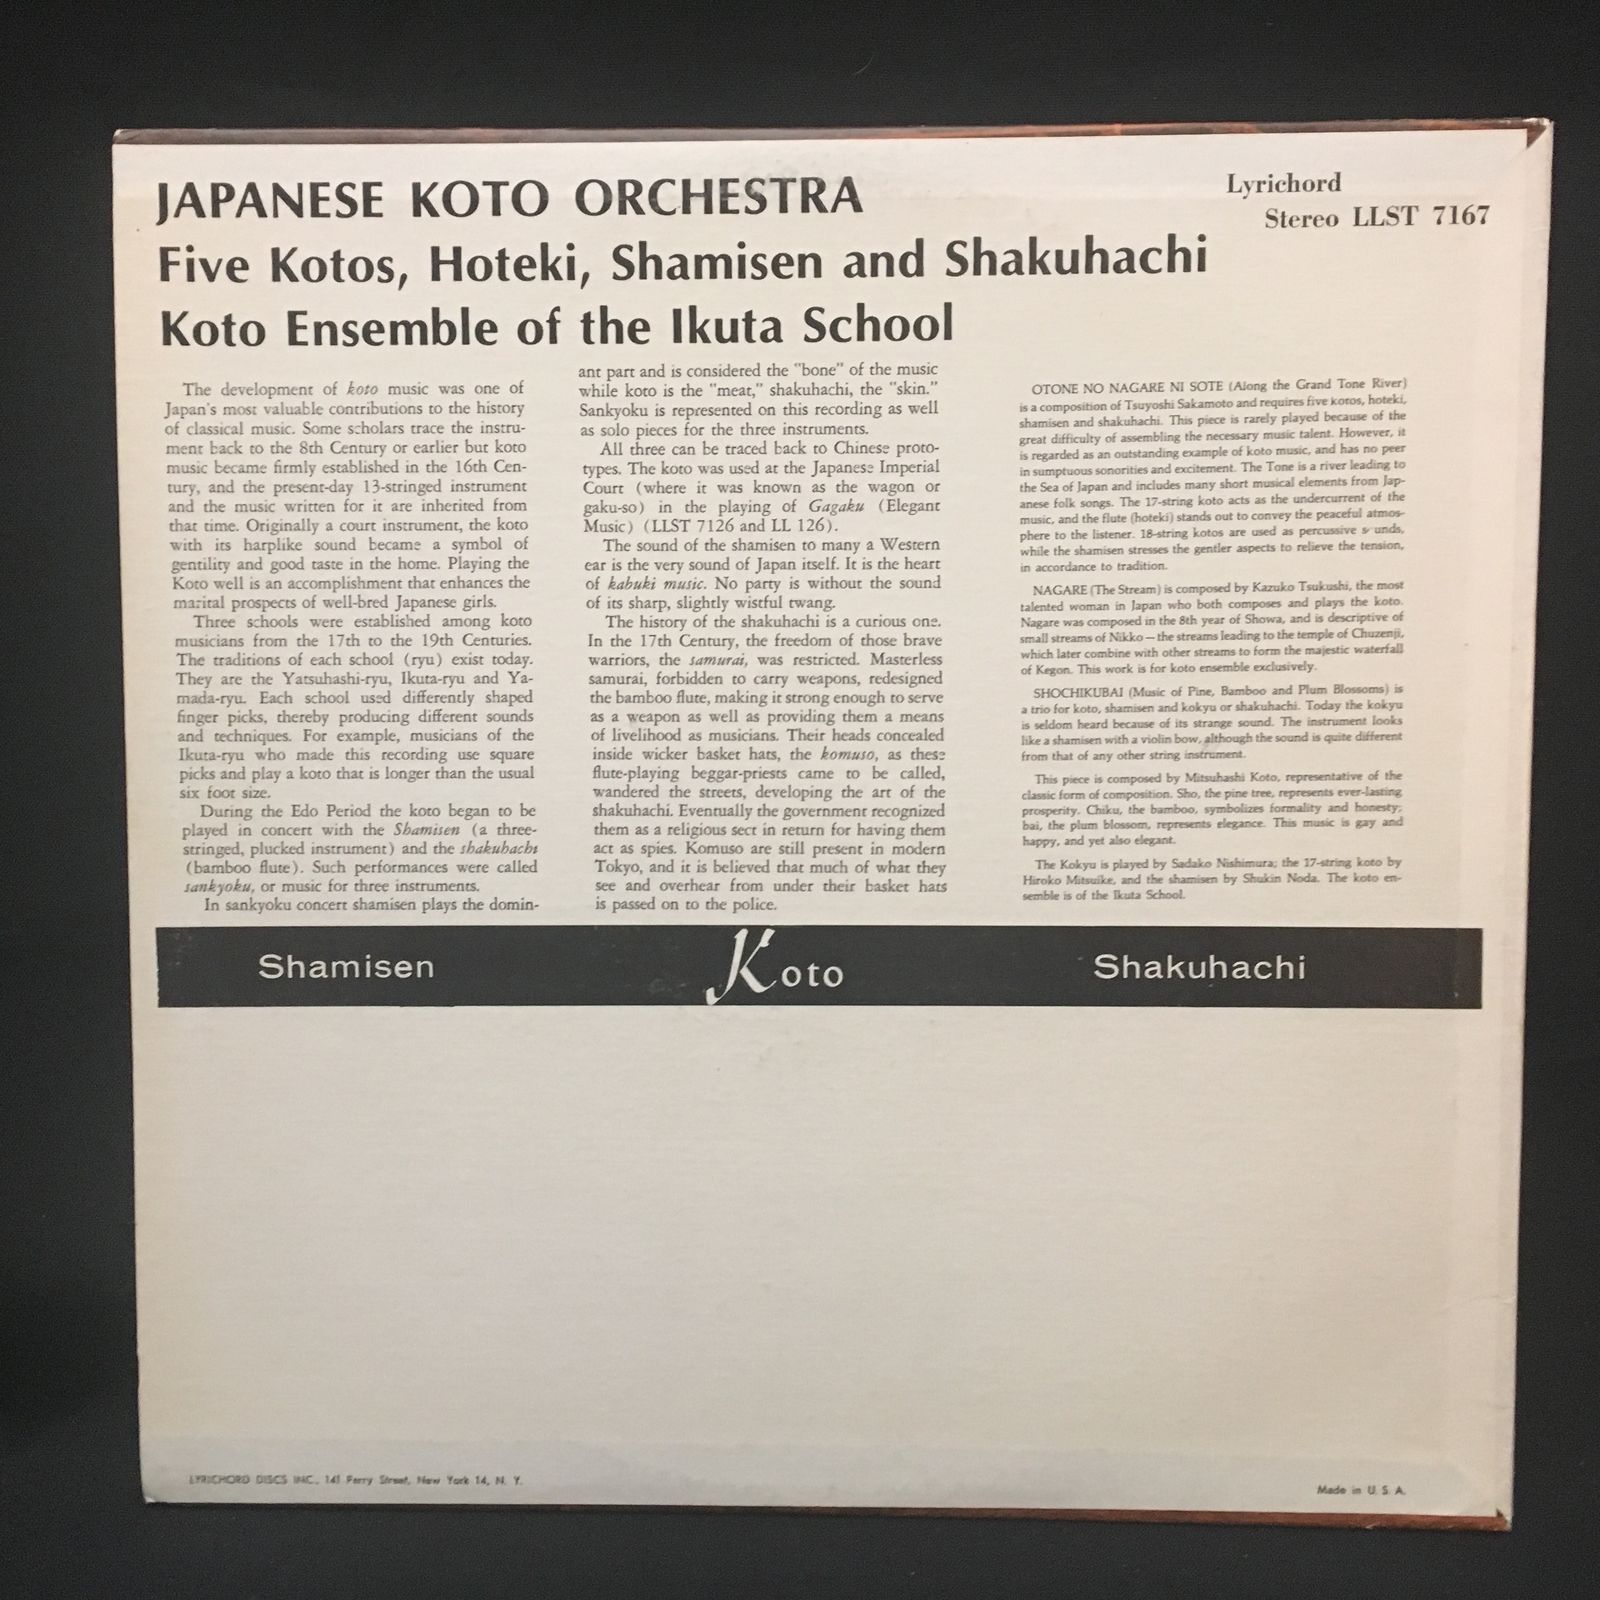 JAPANESE KOTO ORCHESTRA
Five Kotos, Hoteki, Shamisen and Shakuhachi
Koto Ensemble of the Ikuta School
Lyrichord
Stereo LLST 7167
The development of koto music was one of
Japan's most valuable contributions to the history
of classical music. Some scholars trace the instru-
ment back to the 8th Century or earlier but koto
music became firmly established in the 16th Cen-
tury, and the present-day 13-stringed instrument
and the music written for it are inherited from
that time. Originally a court instrument, the koto
with its harplike sound became a symbol of
gentility and good taste in the home. Playing the
Koto well is an accomplishment that enhances the
marital prospects of well-bred Japanese girls.
Three schools were established among koto
musicians from the 17th to the 19th Centuries.
The traditions of each school (ryu) exist today.
They are the Yatsuhashi-ryu, Ikuta-ryu and Ya-
mada-ryu. Each school used differently shaped
finger picks, thereby producing different sounds
and techniques. For example, musicians of the
Ikuta-ryu who made this recording use square
picks and play a koto that is longer than the usual
six foot size.
During the Edo Period the koto began to be
played in concert with the Shamisen (a three-
stringed, plucked instrument) and the shakuhachi
(bamboo flute). Such performances were called
sankyoku, or music for three instruments.
In sankyoku concert shamisen plays the domin-
ant part and is considered the "bone" of the music
while koto is the "meat," shakuhachi, the "skin."
Sankyoku is represented on this recording as well
as solo pieces for the three instruments.
All three can be traced back to Chinese proto-
types. The koto was used at the Japanese Imperial
Court (where it was known as the wagon or
gaku-so) in the playing of Gagaku (Elegant
Music) (LLST 7126 and LL 126).
The sound of the shamisen to many a Western
ear is the very sound of Japan itself. It is the heart
of kabuki music. No party is without the sound
of its sharp, slightly wistful twang.
The history of the shakuhachi is a curious one.
In the 17th Century, the freedom of those brave
warriors, the samurai, was restricted. Masterless
samurai, forbidden to carry weapons, redesigned
the bamboo flute, making it strong enough to serve
as a weapon as well as providing them a means
of livelihood as musicians. Their heads concealed
inside wicker basket hats, the komuso, as these
flute-playing beggar-priests came to be called,
wandered the streets, developing the art of the
shakuhachi. Eventually the government recognized
them as a religious sect in return for having them
act as spies. Komuso are still present in modern
Tokyo, and it is believed that much of what they
see and overhear from under their basket hats
is passed on to the police.
OTONE NO NAGARE NI SOTE (Along the Grand Tone River)
is a composition of Tsuyoshi Sakamoto and requires five kotos, hoteki,
shamisen and shakuhachi. This piece is rarely played because of the
great difficulty of assembling the necessary music talent. However, it
is regarded as an outstanding example of koto music, and has no peer
in sumptuous sonorities and excitement. The Tone is a river leading to
the Sea of Japan and includes many short musical elements from Jap-
anese folk songs. The 17-string koto acts as the undercurrent of the
music, and the flute (hoteki) stands out to convey the peaceful atmos-
phere to the listener. 18-string kotos are used as percussive s unds,
while the shamisen stresses the gentler aspects to relieve the tension,
in accordance to tradition.
NAGARE (The Stream) is composed by Kazuko Tsukushi, the most
talented woman in Japan who both composes and plays the koto.
Nagare was composed in the 8th year of Showa, and is descriptive of
small streams of Nikko — the streams leading to the temple of Chuzenji,
which later combine with other streams to form the majestic waterfall
of Kegon. This work is for koto ensemble exclusively.
SHOCHIKUBAI (Music of Pine, Bamboo and Plum Blossoms) is
a trio for koto, shamisen and kokyu or shakuhachi. Today the kokyu
is seldom heard because of its strange sound. The instrument looks
like a shamisen with a violin bow, although the sound is quite different
from that of any other string instrument.
This piece is composed by Mitsuhashi Koto, representative of the
classic form of composition. Sho, the pine tree, represents ever-lasting
prosperity. Chiku, the bamboo, symbolizes formality and honesty;
bai, the plum blossom, represents elegance. This music is gay and
happy, and yet also elegant.
The Kokyu is played by Sadako Nishimura; the 17-string koto by
Hiroko Mitsuike, and the shamisen by Shukin Noda. The koto en-
semble is of the Ikuta School.
Shamisen
Koto
Shakuhachi
LYRICHORD DISCS INC., 141 Perry Street, New York 14, N. Y.
Made in U. S. A.